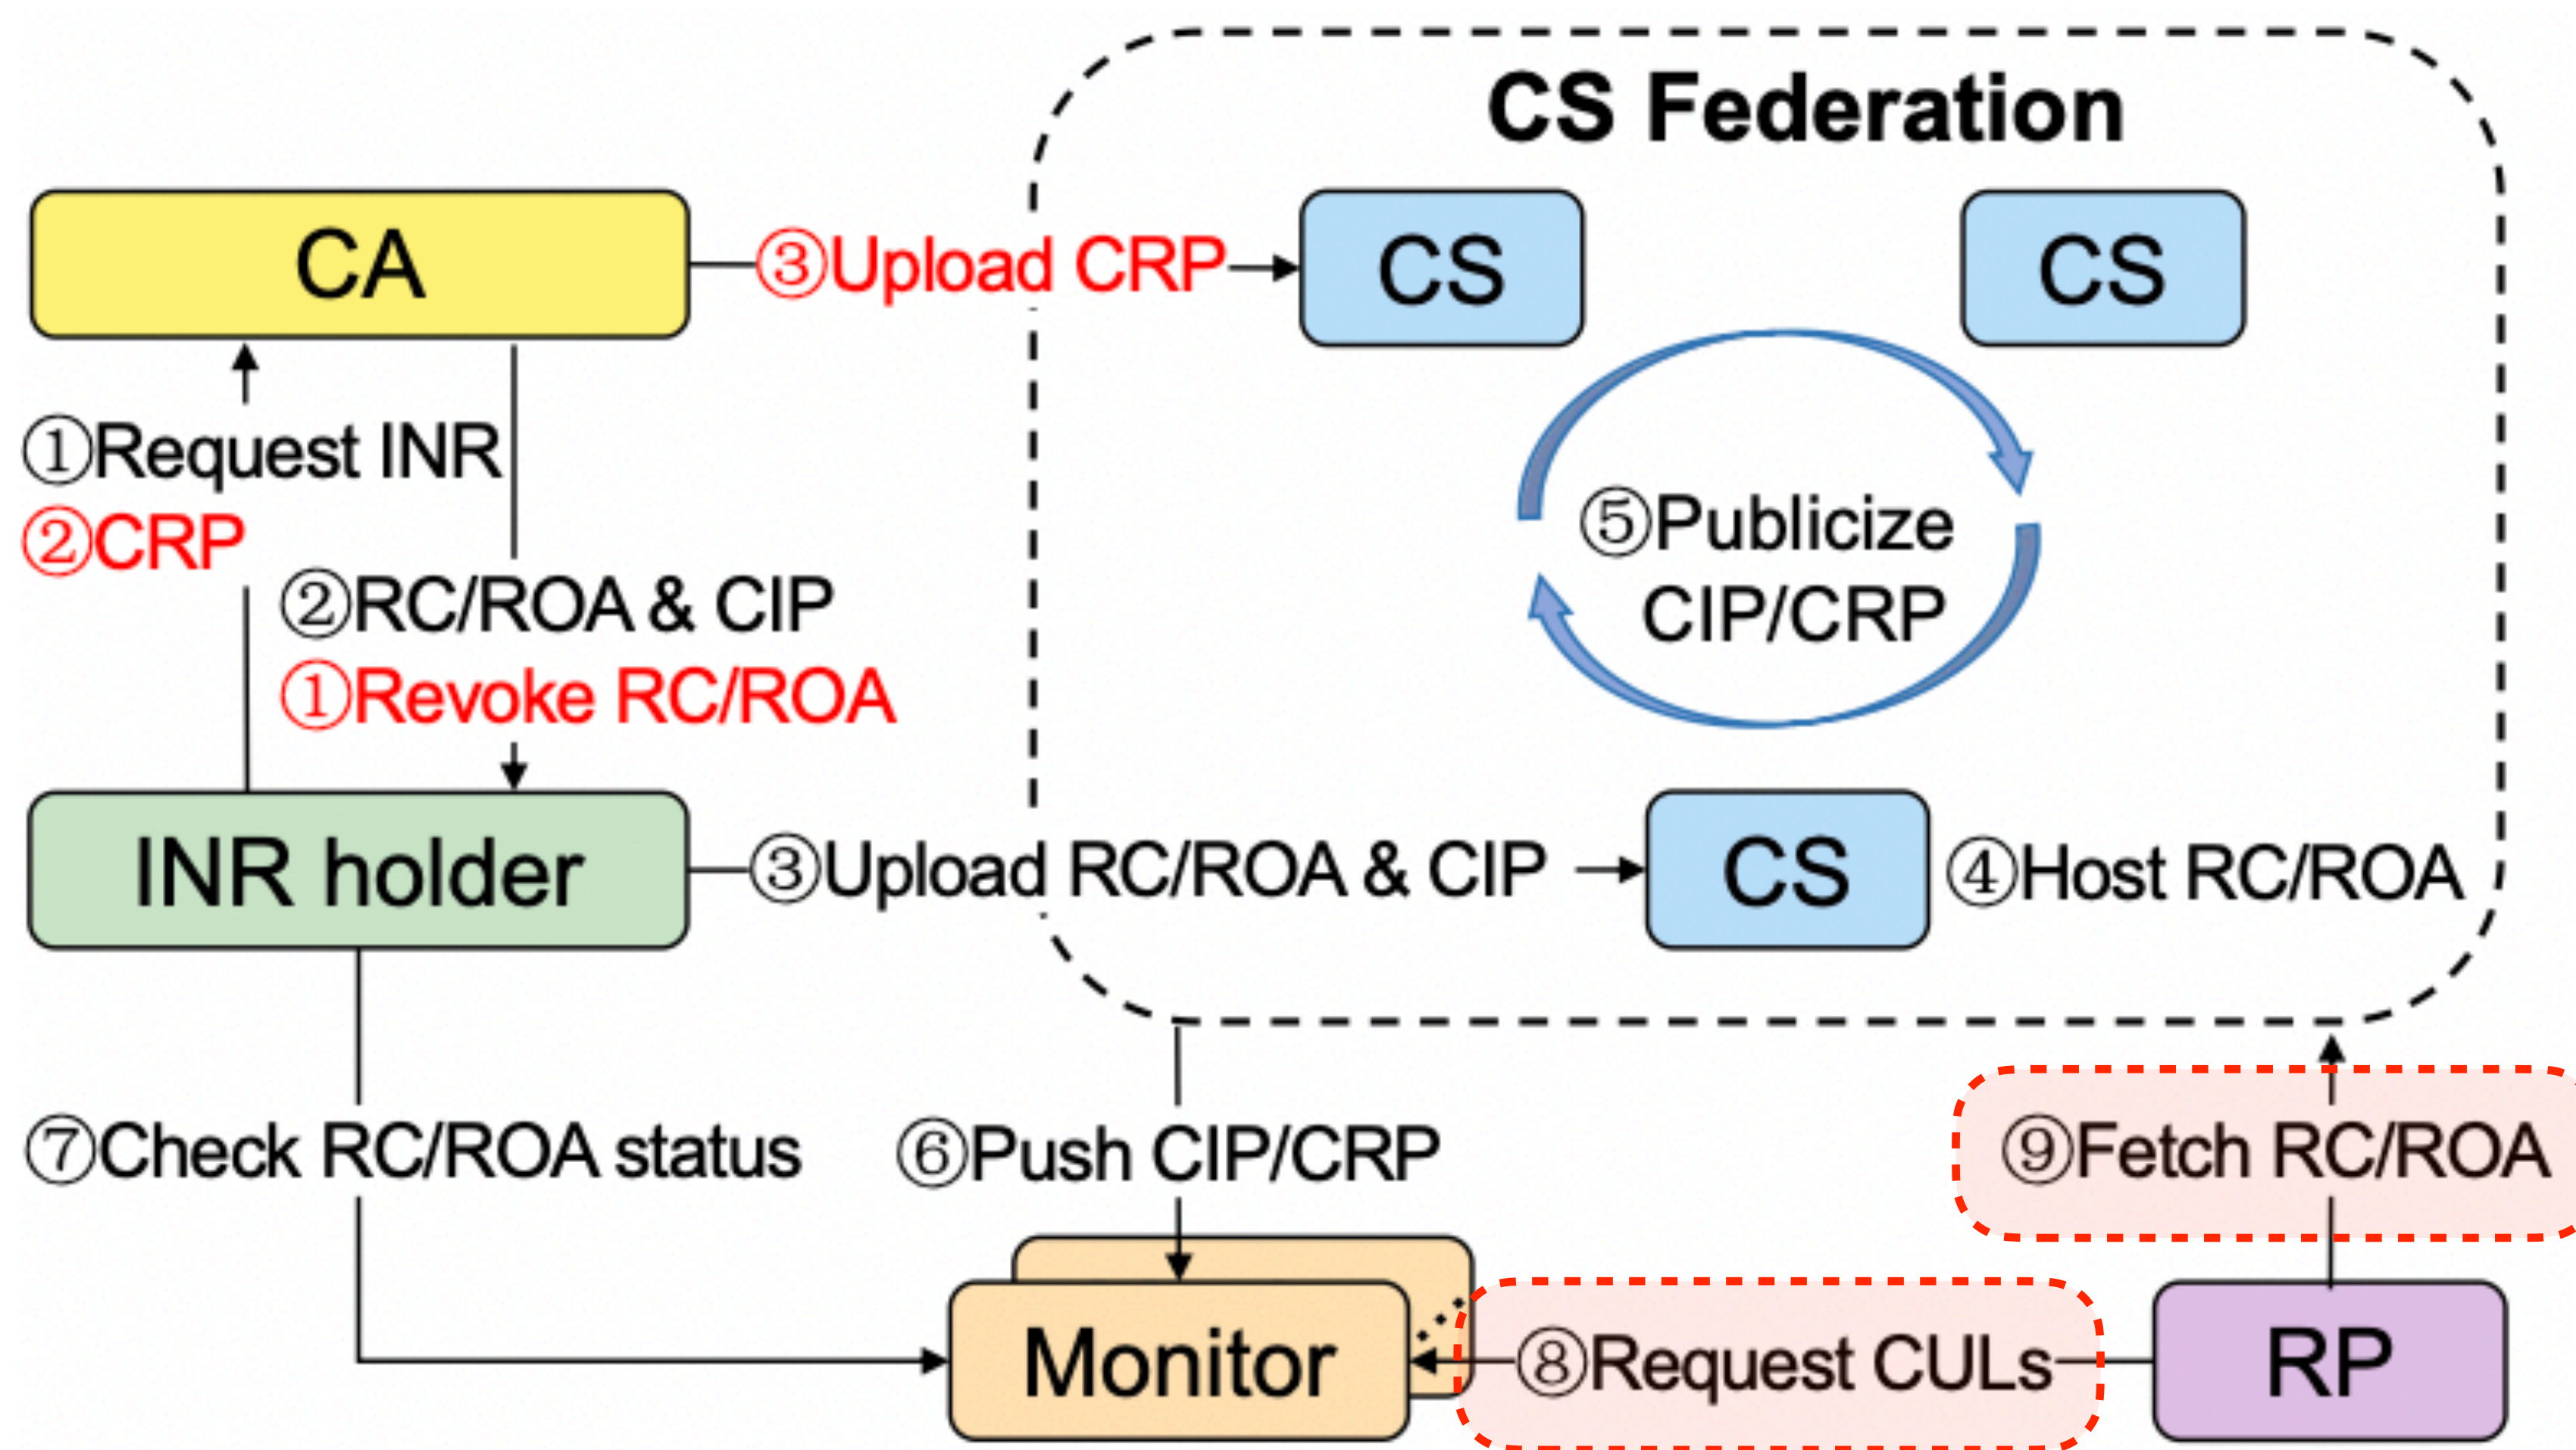 CS Federation
CA
③Upload CRP
CS
CS
①Request INR
②CRP
②RC/ROA & CIP
①Revoke RC/ROA
⑤Publicize
CIP/CRP
INR holder
③Upload RC/ROA & CIP
CS
④Host RC/ROA
⑦Check RC/ROA status
⑥Push CIP/CRP
⑨Fetch RC/ROA
Monitor
⑧Request CULs
RP